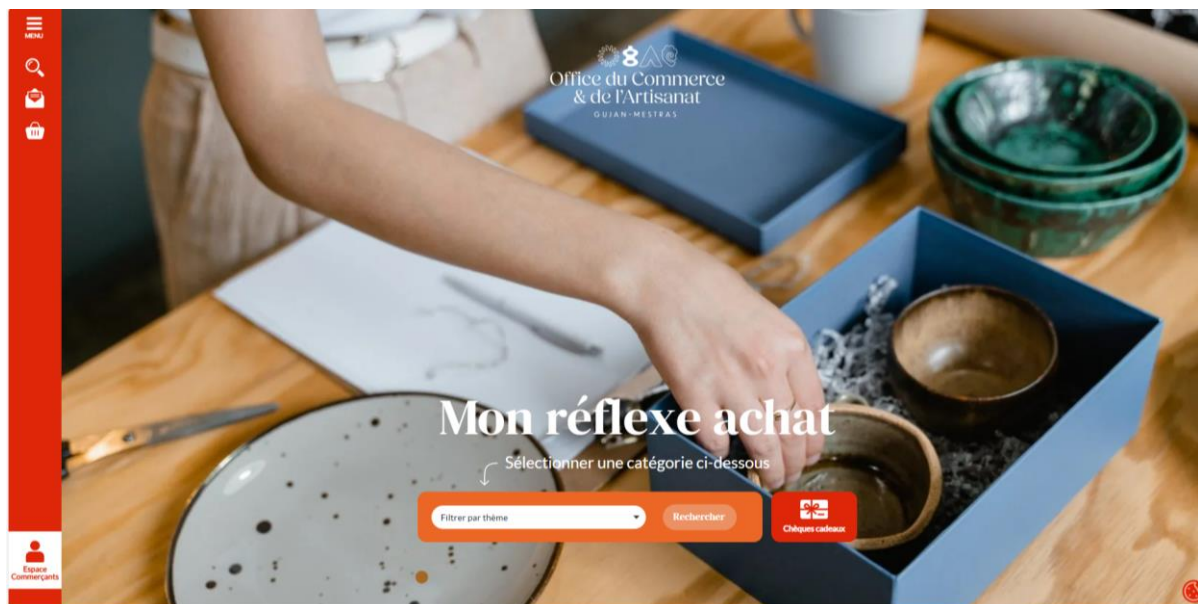 MENU
Office du Commerce
& de l'Artisanat
GUJAN-MESTRAS
Mon réflexe achat
Sélectionner une catégorie ci-dessous
Filtrer par thème
Rechercher
Chèques cadeaux
Espace
Commerçants